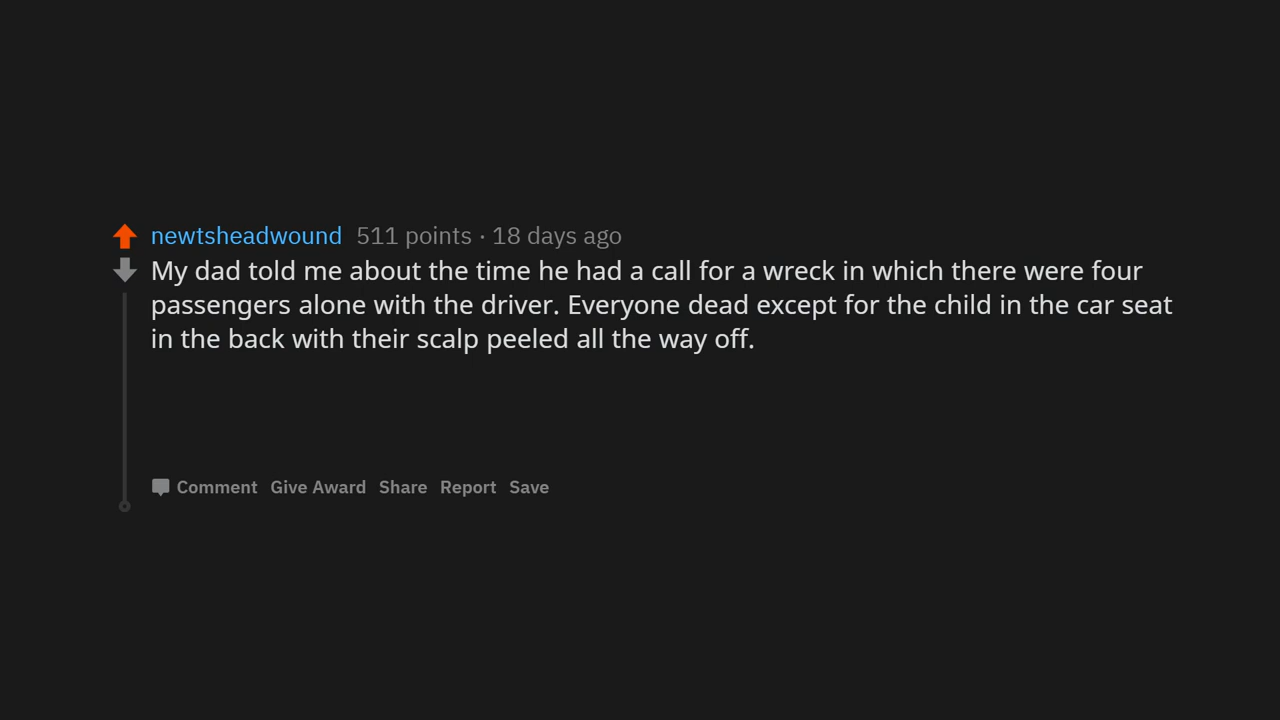 newtsheadwound 511 points · 18 days ago
My dad told me about the time he had a call for a wreck in which there were four
passengers alone with the driver. Everyone dead except for the child in the car seat
in the back with their scalp peeled all the way off.
Comment Give Award Share Report Save